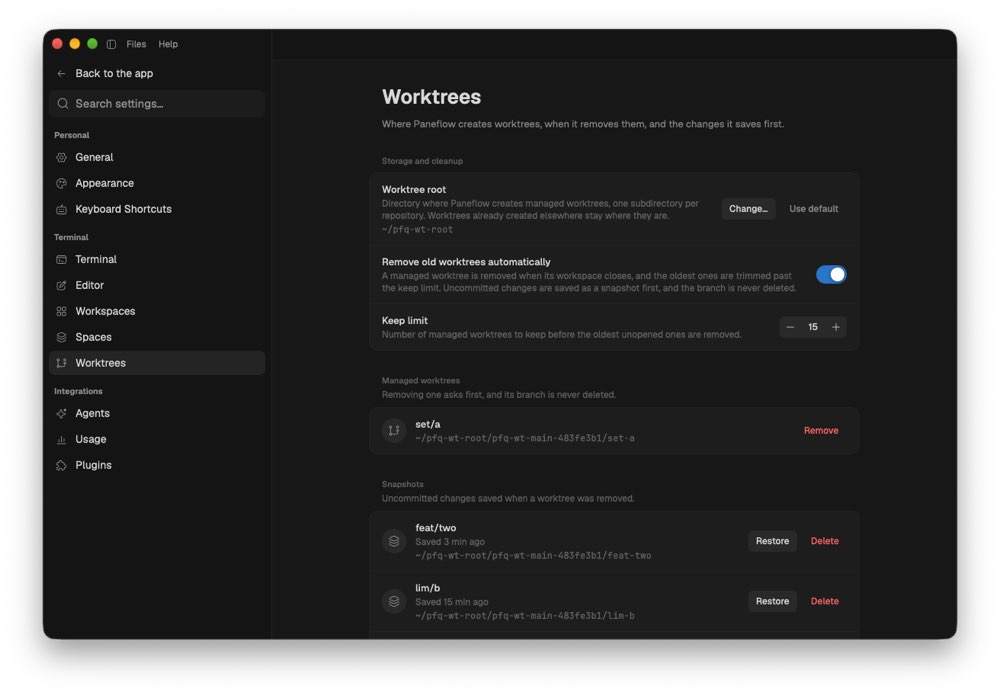 Files Help
Back to the app
Search settings...
Personal
General
Appearance
Keyboard Shortcuts
Terminal
Terminal
Editor
Workspaces
Spaces
Worktrees
Integrations
Agents
Usage
Plugins
Worktrees
Where Paneflow creates worktrees, when it removes them, and the changes it saves first.
Storage and cleanup
Worktree root
Directory where Paneflow creates managed worktrees, one subdirectory per
repository. Worktrees already created elsewhere stay where they are.
~/pfq-wt-root
Change... Use default
Remove old worktrees automatically
A managed worktree is removed when its workspace closes, and the oldest ones are trimmed past
the keep limit. Uncommitted changes are saved as a snapshot first, and the branch is never deleted.
Keep limit
Number of managed worktrees to keep before the oldest unopened ones are removed.
− 15 +
Managed worktrees
Removing one asks first, and its branch is never deleted.
set/a
~/pfq-wt-root/pfq-wt-main-483fe3b1/set-a
Remove
Snapshots
Uncommitted changes saved when a worktree was removed.
feat/two
Saved 3 min ago
~/pfq-wt-root/pfq-wt-main-483fe3b1/feat-two
Restore Delete
lim/b
Saved 15 min ago
~/pfq-wt-root/pfq-wt-main-483fe3b1/lim-b
Restore Delete